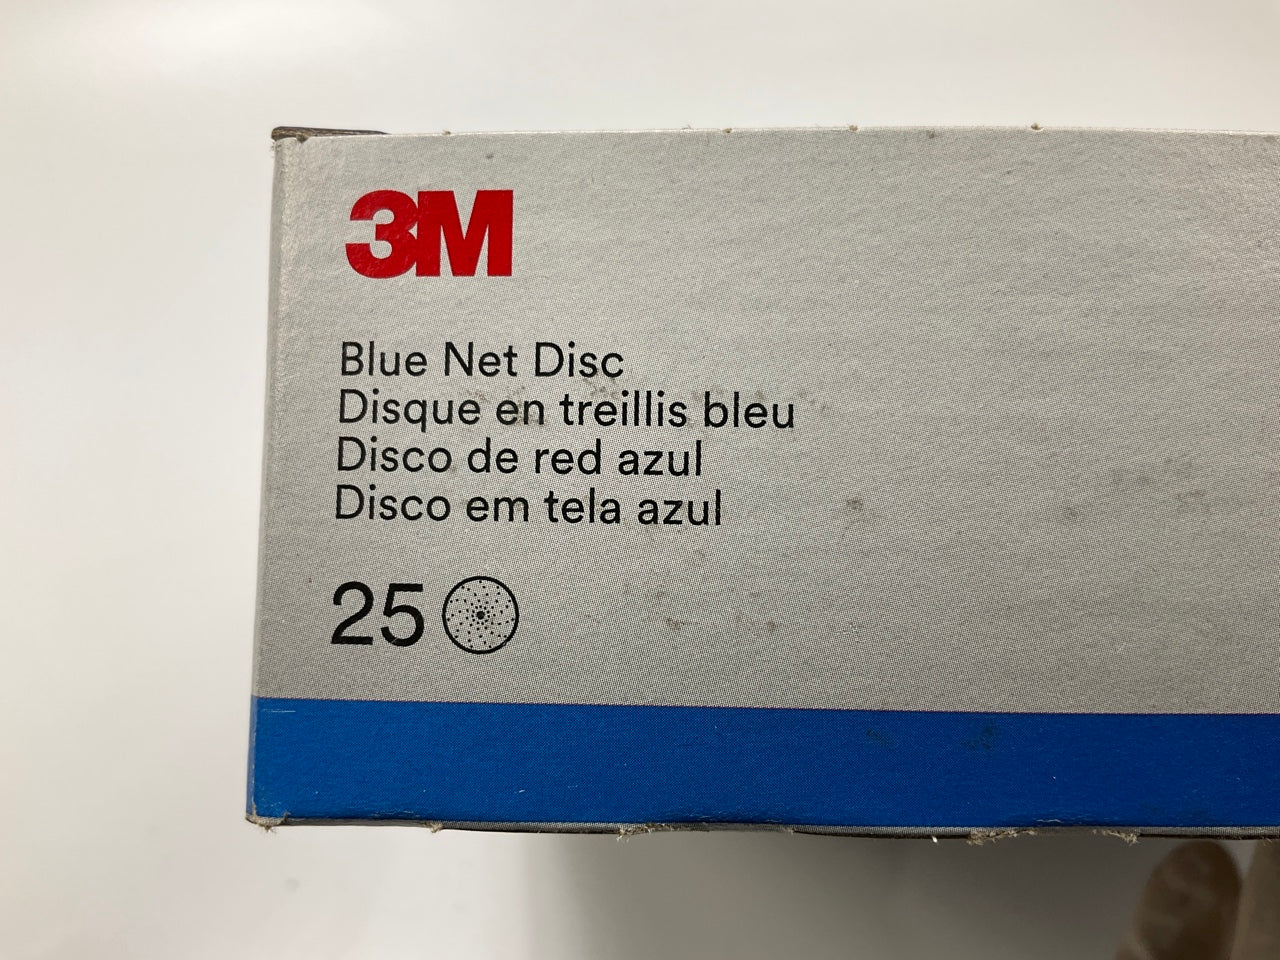 3M
Blue Net Disc
Disque en treillis bleu
Disco de red azul
Disco em tela azul
25